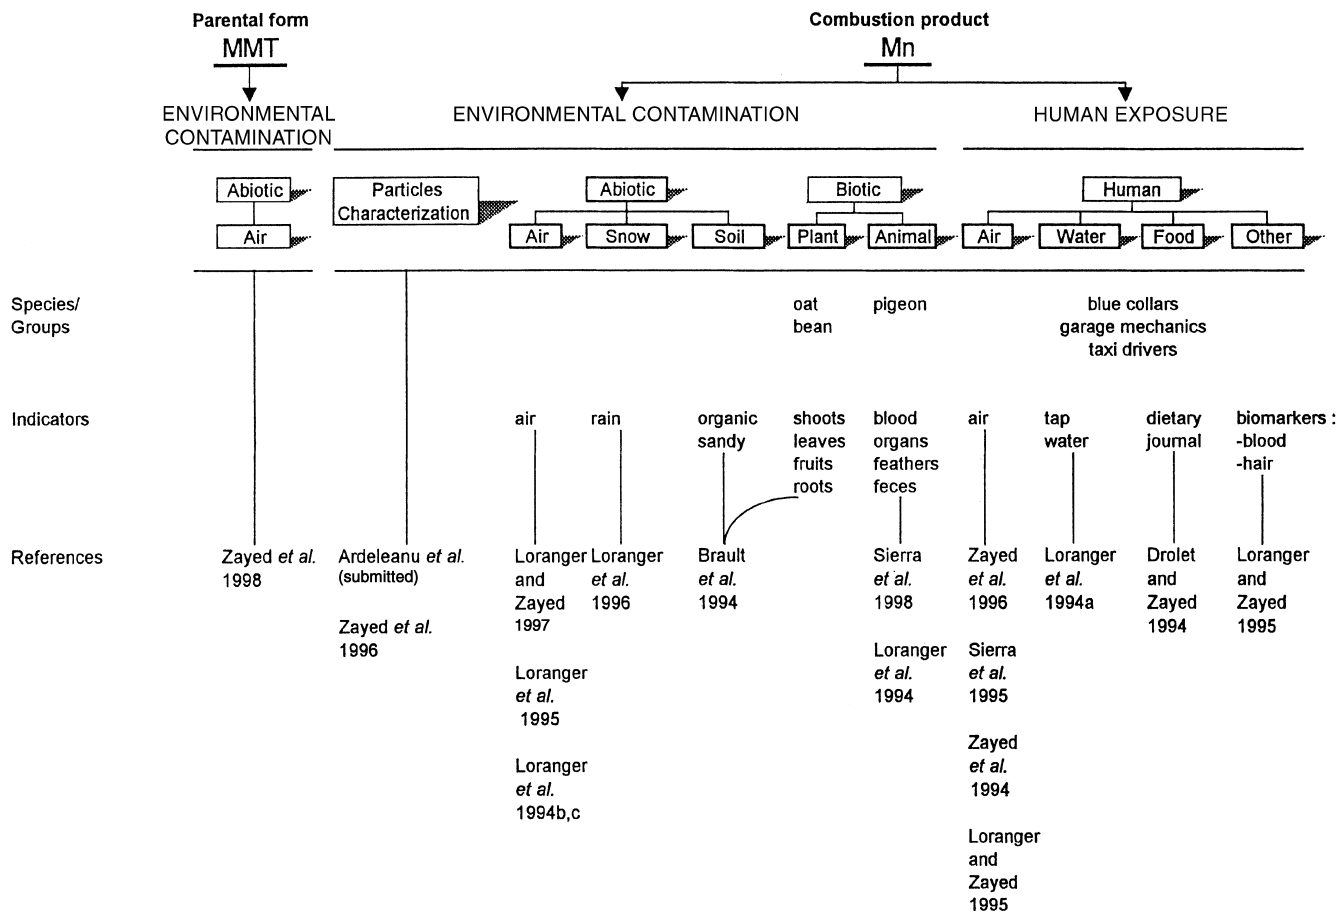 Parental form
MMT
Combustion product
Mn
ENVIRONMENTAL
CONTAMINATION
ENVIRONMENTAL CONTAMINATION
HUMAN EXPOSURE
Abiotic
Air
Particles
Characterization
Abiotic
Air
Snow
Soil
Biotic
Plant
Animal
Human
Air
Water
Food
Other
Species/
Groups
oat
bean
pigeon
blue collars
garage mechanics
taxi drivers
Indicators
air
rain
organic
sandy
shoots
leaves
fruits
roots
blood
organs
feathers
feces
air
tap
water
dietary
journal
biomarkers :
-blood
-hair
References
Zayed et al.
1998
Ardeleanu et al.
(submitted)
Zayed et al.
1996
Loranger
and
Zayed
1997
Loranger
et al.
1995
Loranger
et al.
1994b,c
Loranger
et al.
1996
Brault
et al.
1994
Sierra
et al.
1998
Loranger
et al.
1994
Zayed
et al.
1996
Sierra
et al.
1995
Zayed
et al.
1994
Loranger
and
Zayed
1995
Loranger
et al.
1994a
Drolet
and
Zayed
1994
Loranger
and
Zayed
1995